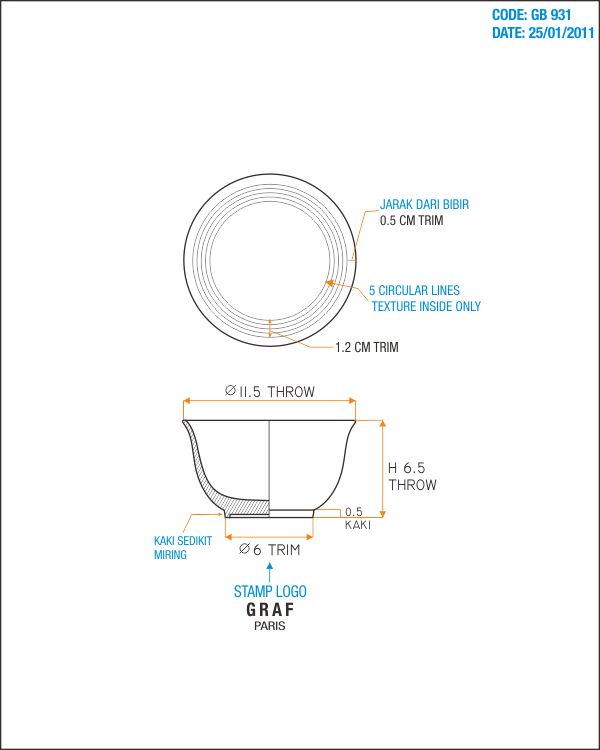 CODE: GB 931
DATE: 25/01/2011
JARAK DARI BIBIR
0.5 CM TRIM
5 CIRCULAR LINES
TEXTURE INSIDE ONLY
1.2 CM TRIM
Ø11.5 THROW
H 6.5
THROW
0.5
KAKI
KAKI SEDIKIT
MIRING
Ø6 TRIM
STAMP LOGO
GRAF
PARIS